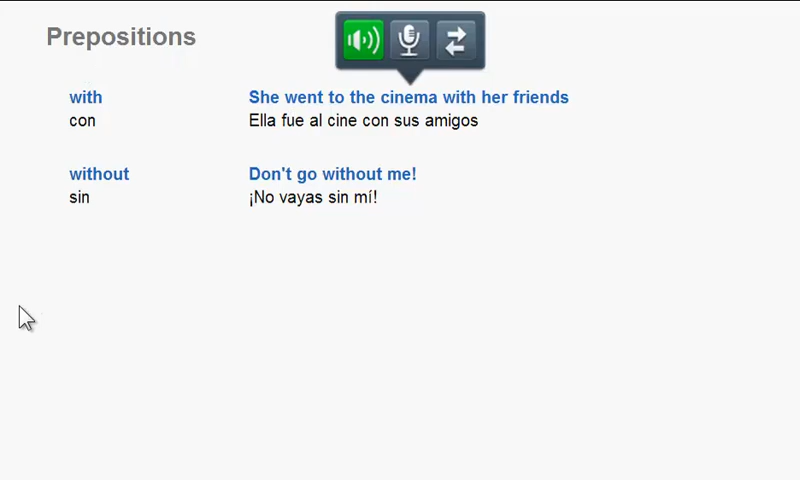 Prepositions
with
She went to the cinema with her friends
con
Ella fue al cine con sus amigos
without
Don't go without me!
sin
¡No vayas sin mí!